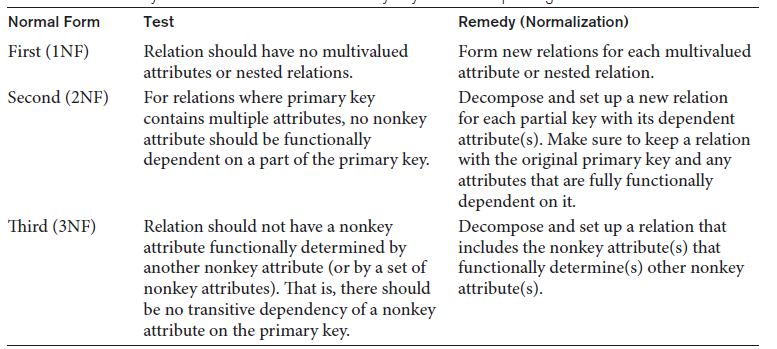 Normal Form Test Remedy (Normalization)
First (1NF) Relation should have no multivalued Form new relations for each multivalued
attributes or nested relations. attribute or nested relation.
Second (2NF) For relations where primary key Decompose and set up a new relation
contains multiple attributes, no nonkey for each partial key with its dependent
attribute should be functionally attribute(s). Make sure to keep a relation
dependent on a part of the primary key. with the original primary key and any
attributes that are fully functionally
dependent on it.
Third (3NF) Relation should not have a nonkey Decompose and set up a relation that
attribute functionally determined by includes the nonkey attribute(s) that
another nonkey attribute (or by a set of functionally determine(s) other nonkey
nonkey attributes). That is, there should attribute(s).
be no transitive dependency of a nonkey
attribute on the primary key.